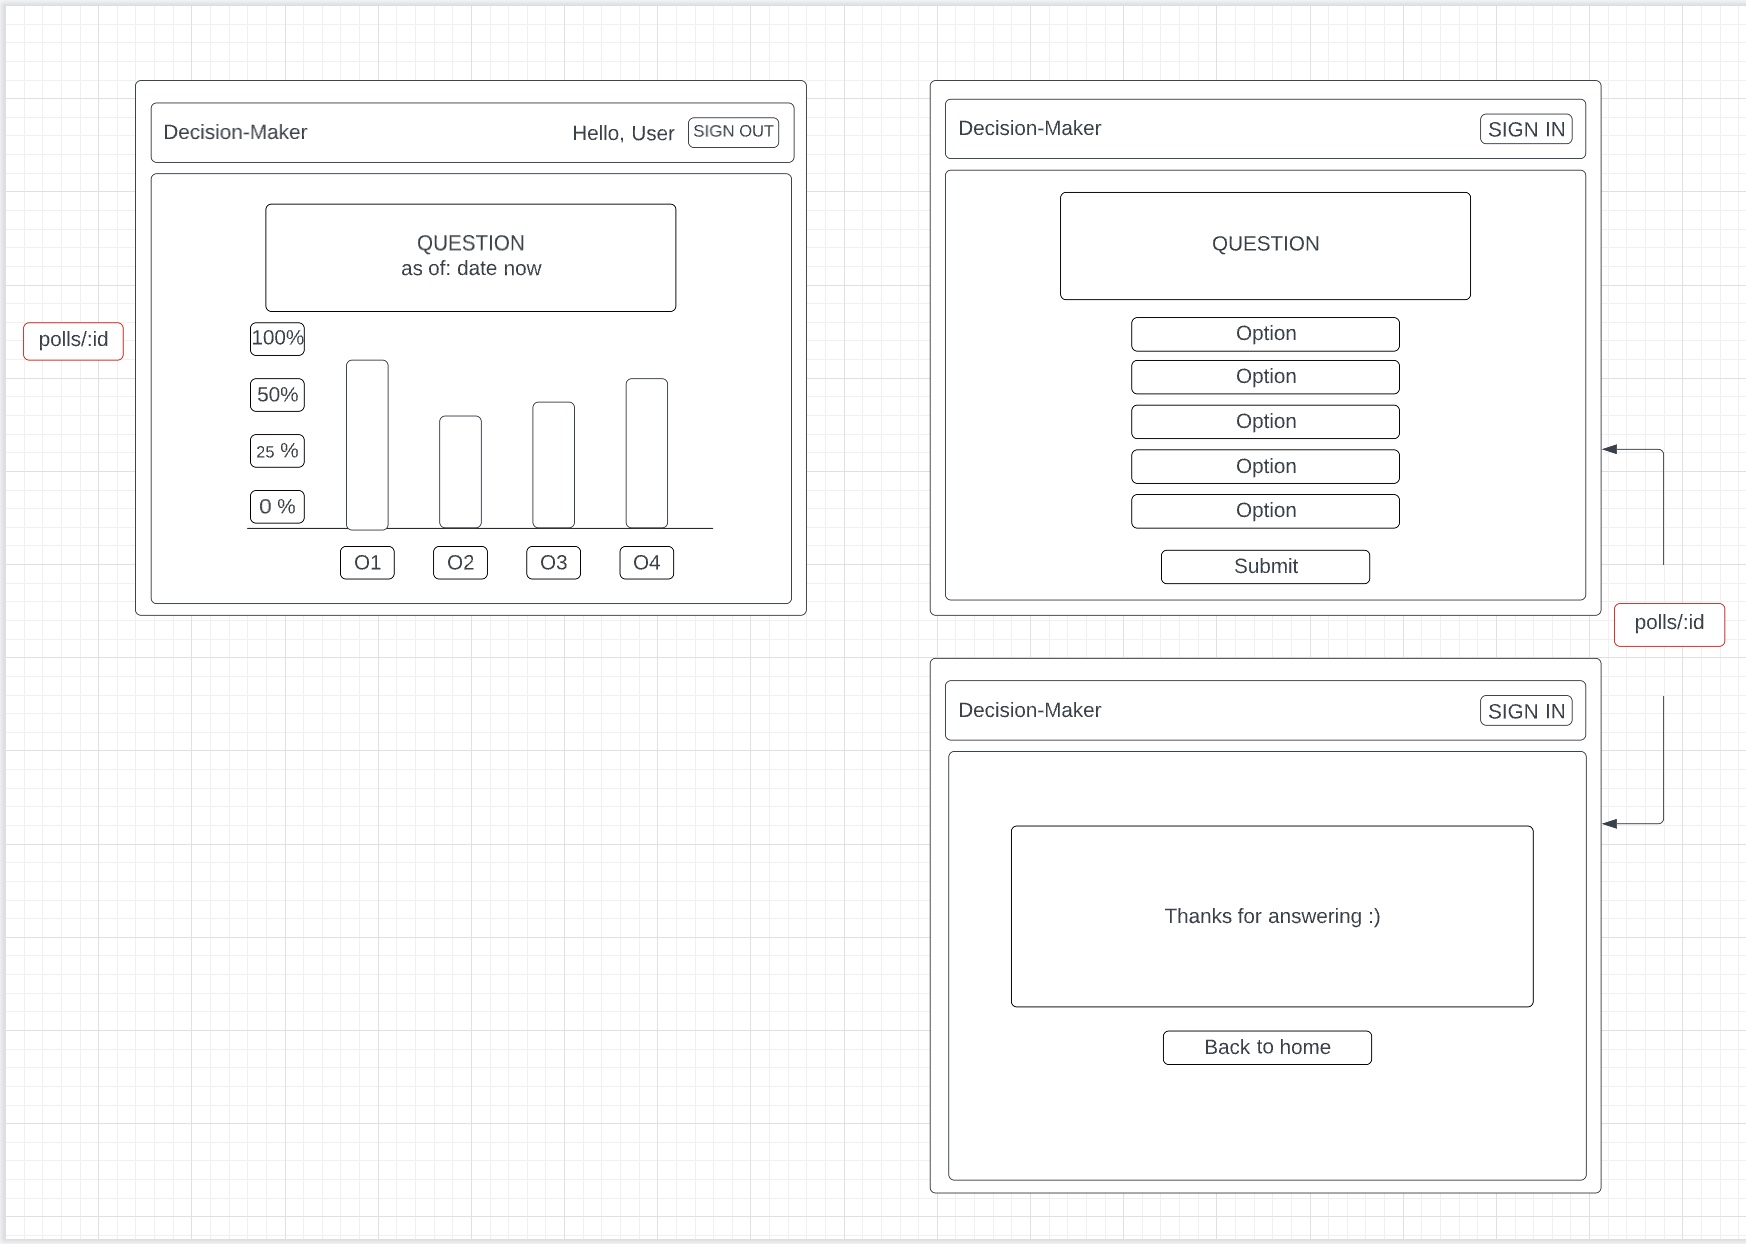 Decision-Maker
Hello, User
SIGN OUT
QUESTION
as of: date now
polls/:id
100%
50%
25 %
0 %
O1
O2
O3
O4
Decision-Maker
SIGN IN
QUESTION
Option
Option
Option
Option
Option
Submit
polls/:id
Decision-Maker
SIGN IN
Thanks for answering :)
Back to home